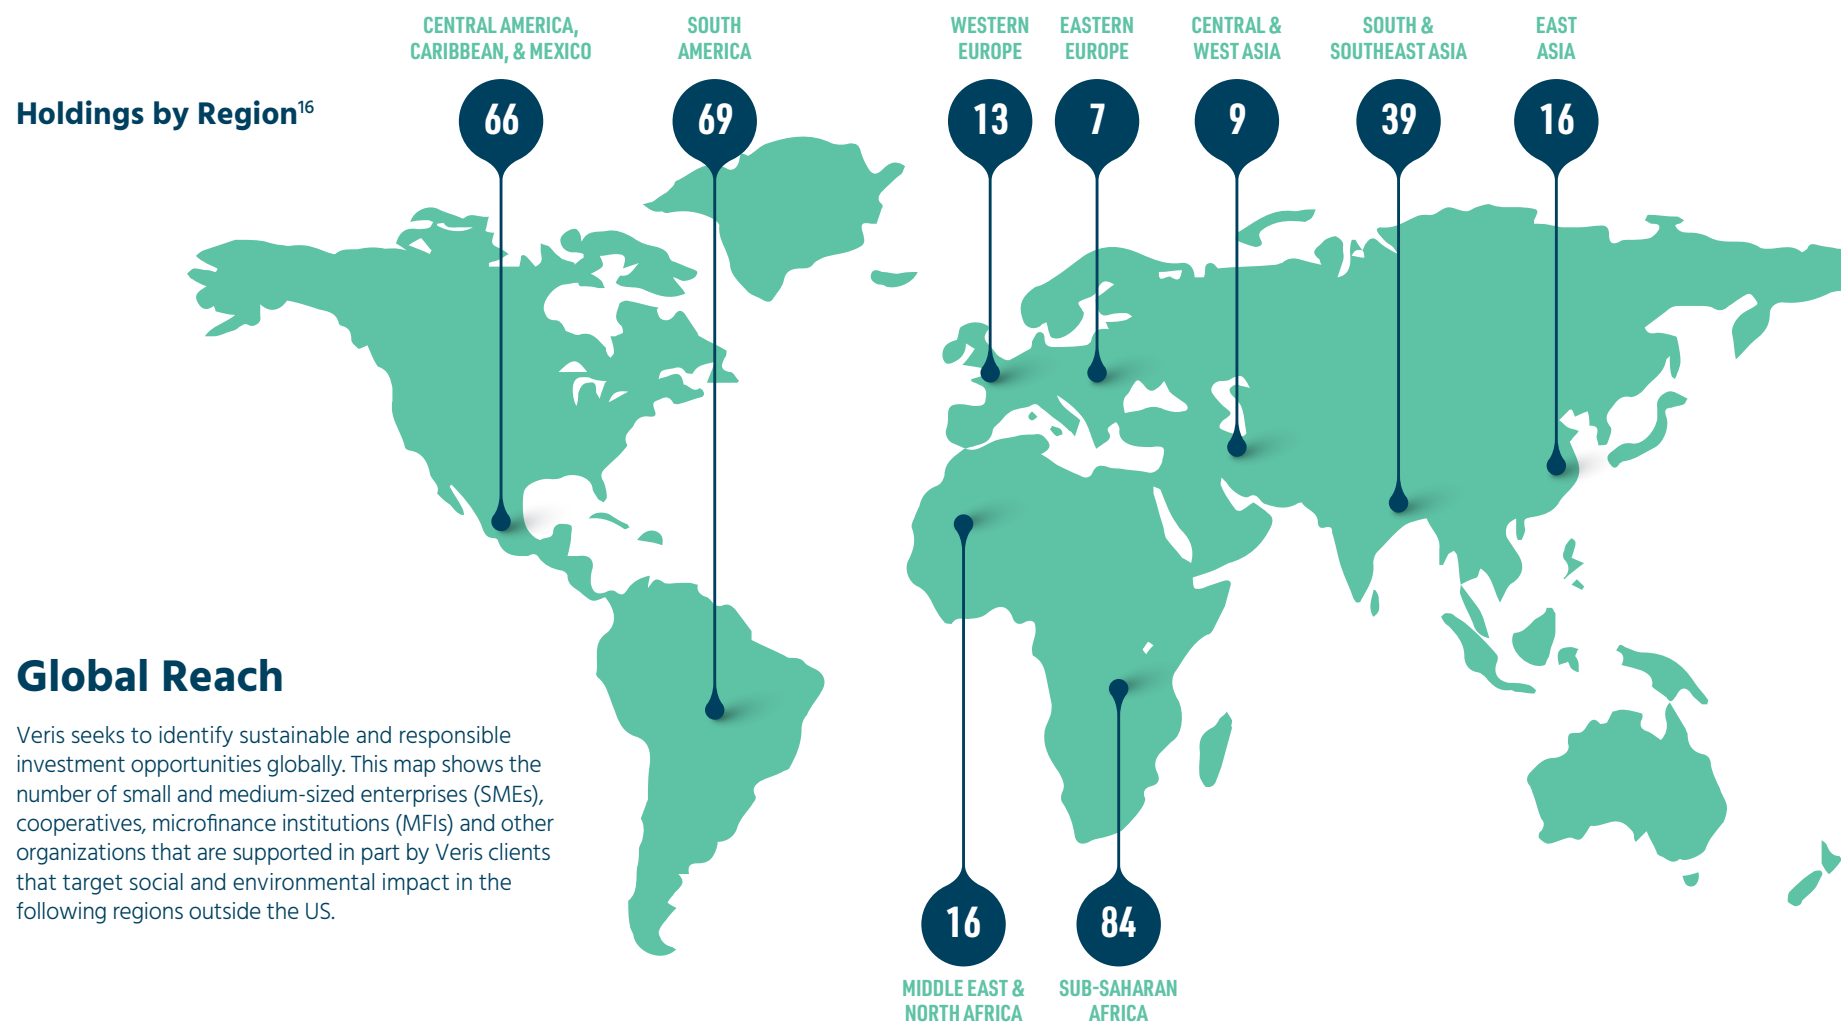 CENTRAL AMERICA,
CARIBBEAN, & MEXICO
SOUTH
AMERICA
WESTERN
EUROPE
EASTERN
EUROPE
CENTRAL &
WEST ASIA
SOUTH &
SOUTHEAST ASIA
EAST
ASIA
Holdings by Region16
66
69
13
7
9
39
16
Global Reach
Veris seeks to identify sustainable and responsible
investment opportunities globally. This map shows the
number of small and medium-sized enterprises (SMEs),
cooperatives, microfinance institutions (MFIs) and other
organizations that are supported in part by Veris clients
that target social and environmental impact in the
following regions outside the US.
16
84
MIDDLE EAST &
NORTH AFRICA
SUB-SAHARAN
AFRICA